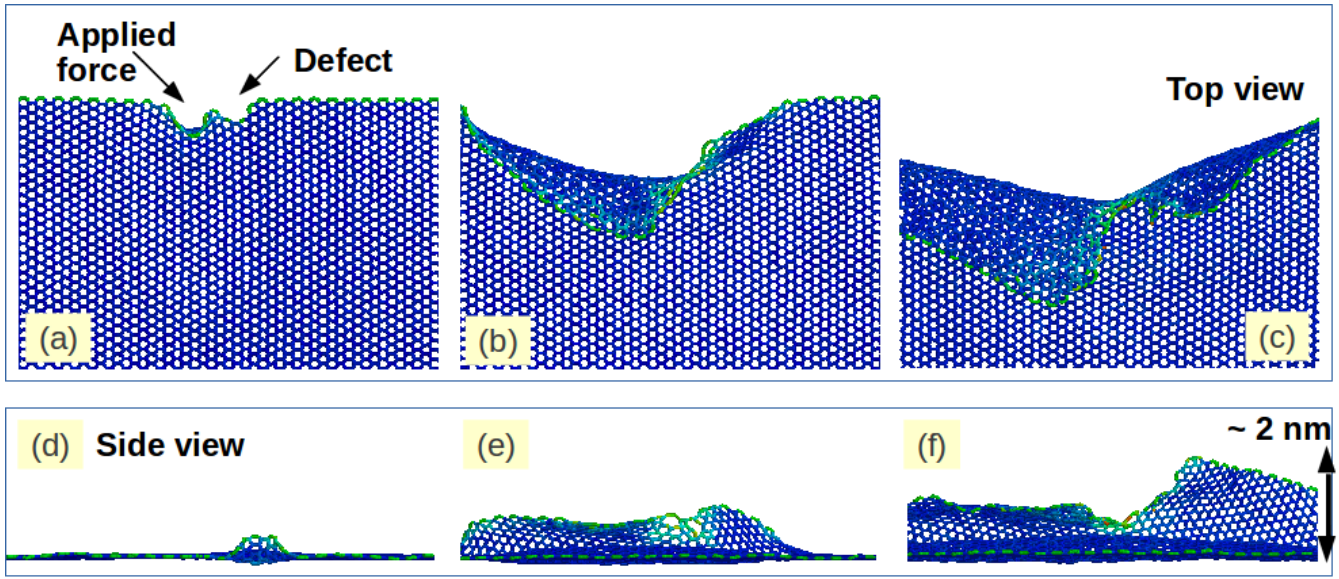 Applied
force
Defect
Top view
(a)
(b)
(c)
(d)
Side view
(e)
(f)
~ 2 nm